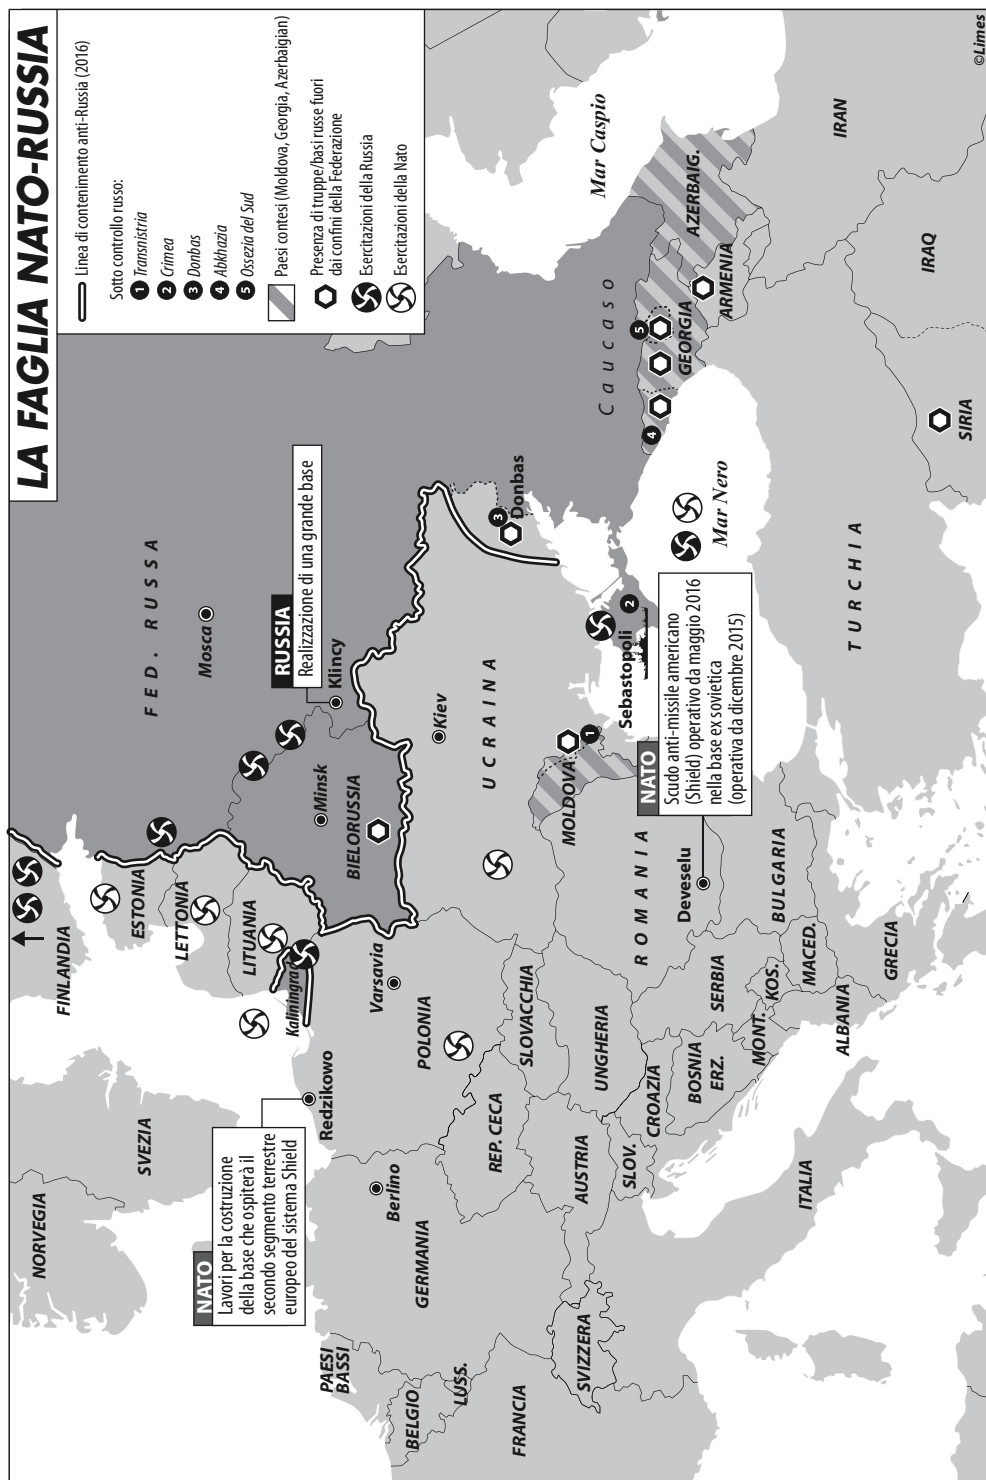 LA FAGLIA NATO-RUSSIA
Linea di contenimento anti-Russia (2016)
Sotto controllo russo:
1 Transnistria
2 Crimea
3 Donbas
4 Abkhazia
5 Ossezia del Sud
Paesi contesi (Moldova, Georgia, Azerbaigian)
Presenza di truppe/basi russe fuori
dai confini della Federazione
Esercitazioni della Russia
Esercitazioni della Nato
NORVEGIA
SVEZIA
FINLANDIA
ESTONIA
LETTONIA
LITUANIA
Kaliningrad
FED. RUSSA
Mosca
RUSSIA
Realizzazione di una grande base
Klincy
Minsk
BIELORUSSIA
NATO
Lavori per la costruzione
della base che ospiterà il
secondo segmento terrestre
europeo del sistema Shield
Redzikowo
Varsavia
POLONIA
Berlino
GERMANIA
PAESI
BASSI
BELGIO
LUSS.
FRANCIA
SVIZZERA
REP. CECA
AUSTRIA
SLOVACCHIA
UNGHERIA
SLOV.
CROAZIA
BOSNIA
ERZ.
SERBIA
MONT.
KOS.
MACED.
ALBANIA
GRECIA
ITALIA
Kiev
UCRAINA
3
Donbas
MOLDOVA
1
ROMANIA
Deveselu
BULGARIA
Sebastopoli
2
NATO
Scudo anti-missile americano
(Shield) operativo da maggio 2016
nella base ex sovietica
(operativa da dicembre 2015)
Mar Nero
Caucaso
4
5
GEORGIA
ARMENIA
AZERBAIG.
Mar Caspio
TURCHIA
SIRIA
IRAQ
IRAN
©Limes